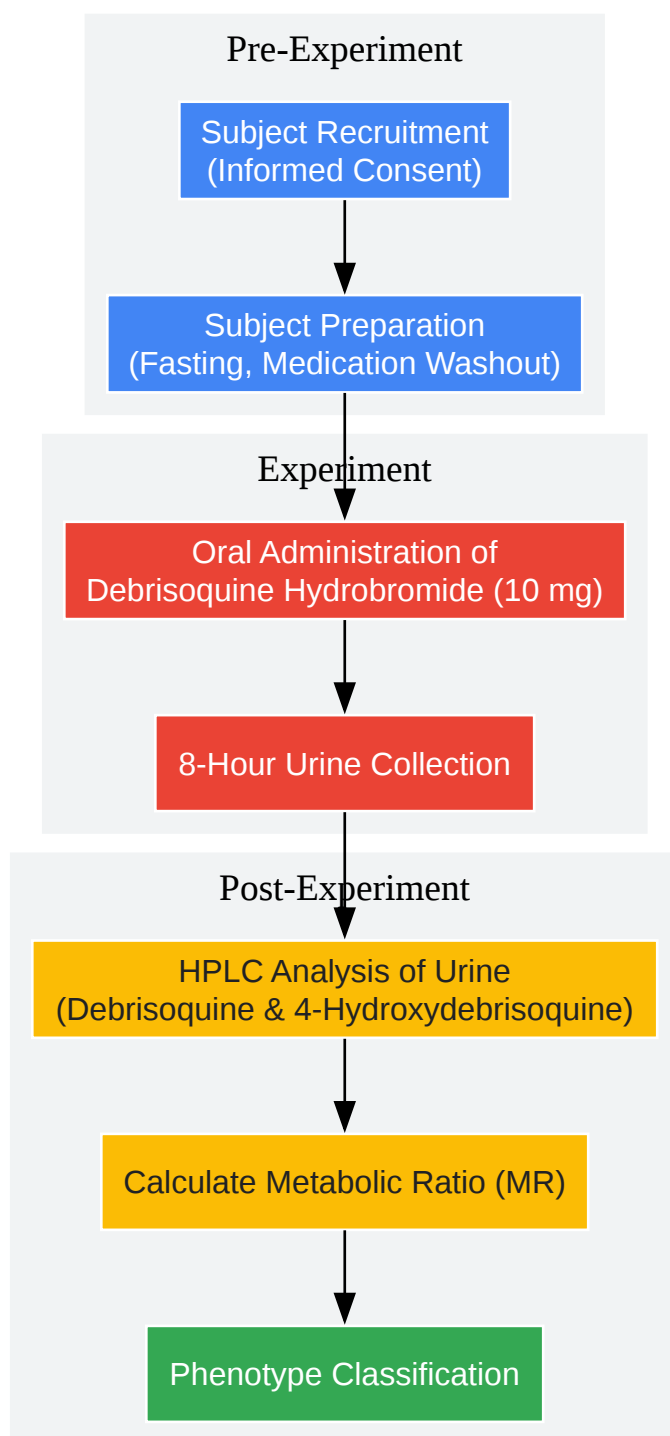 Pre-Experiment
Subject Recruitment
(Informed Consent)
Subject Preparation
(Fasting, Medication Washout)
Experiment
Oral Administration of
Debrisoquine Hydrobromide (10 mg)
8-Hour Urine Collection
Post-Experiment
HPLC Analysis of Urine
(Debrisoquine & 4-Hydroxydebrisoquine)
Calculate Metabolic Ratio (MR)
Phenotype Classification